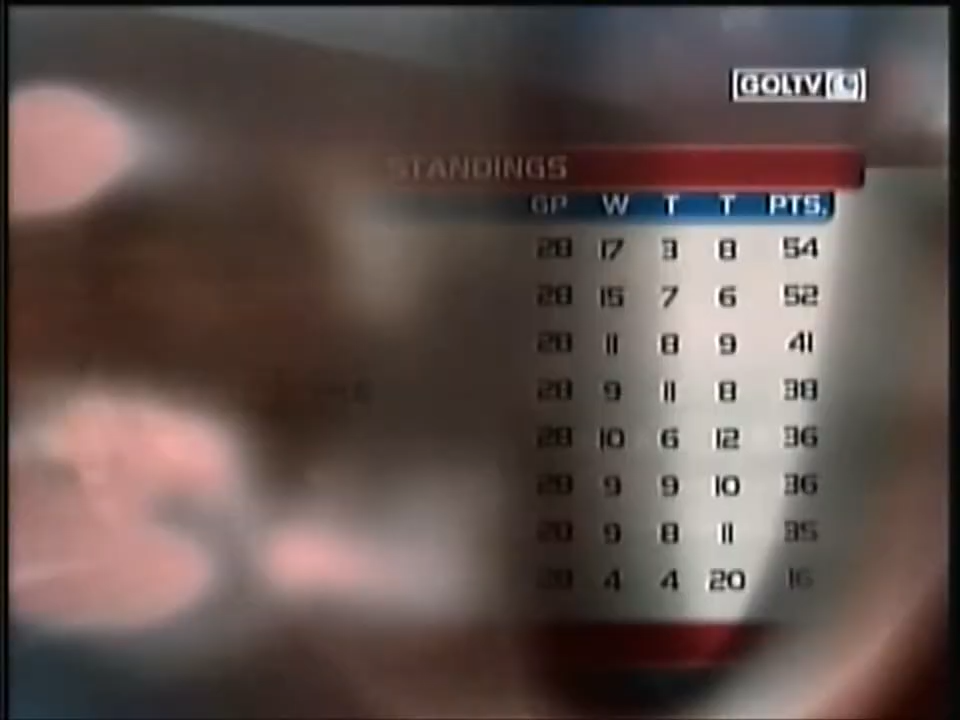 GOLTV
STANDINGS
GP W T T PTS.
28 17 3 8 54
28 15 7 6 52
28 11 8 9 41
28 9 11 8 38
28 10 6 12 36
28 9 9 10 36
28 9 8 11 35
28 4 4 20 16